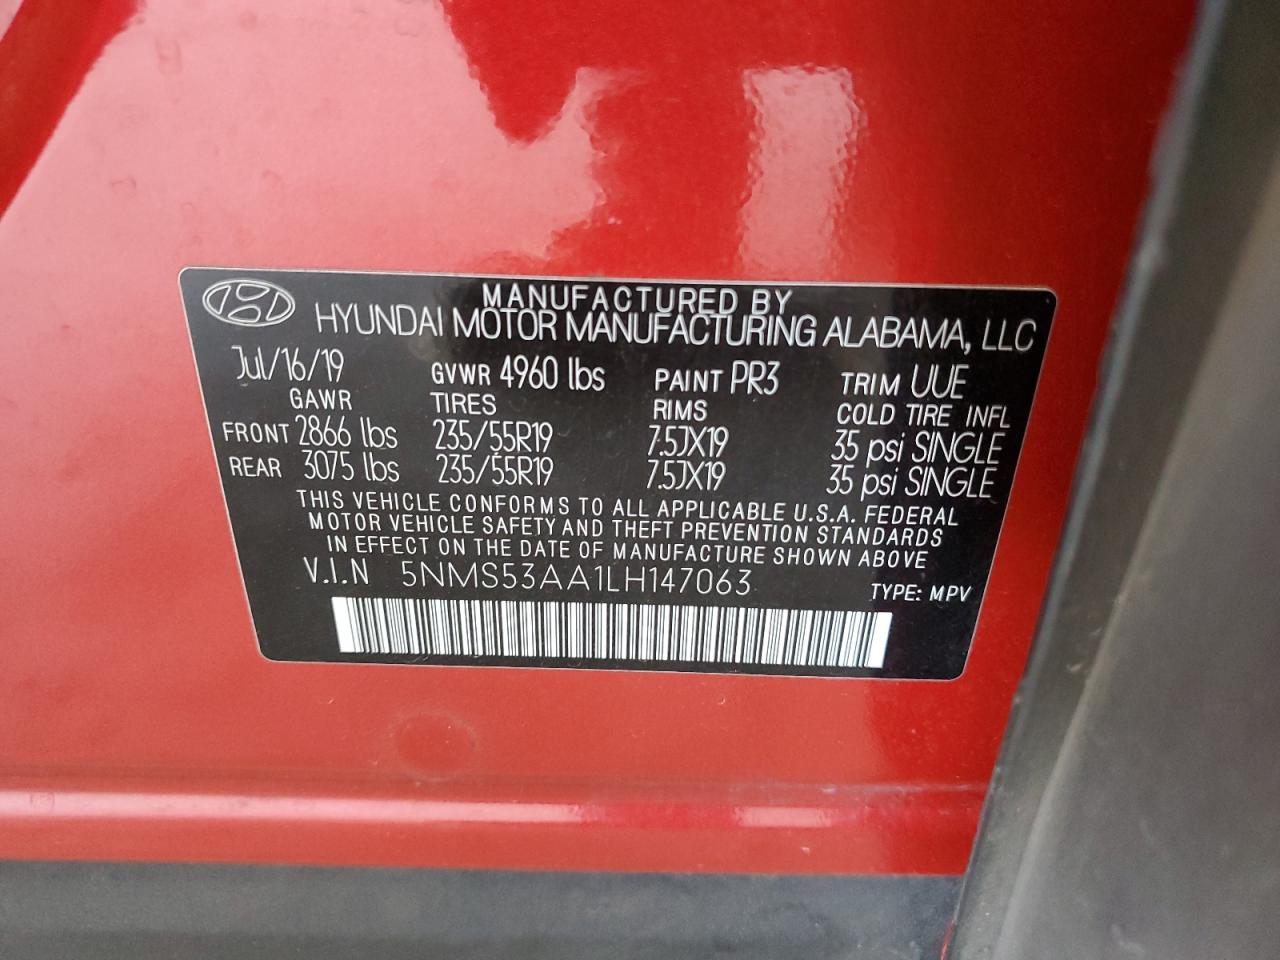 MANUFACTURED BY
HYUNDAI MOTOR MANUFACTURING ALABAMA, LLC
Jul/16/19 GVWR 4960 lbs PAINT PR3 TRIM UUE
GAWR TIRES RIMS COLD TIRE INFL
FRONT 2866 lbs 235/55R19 7.5JX19 35 psi SINGLE
REAR 3075 lbs 235/55R19 7.5JX19 35 psi SINGLE
THIS VEHICLE CONFORMS TO ALL APPLICABLE U.S.A. FEDERAL
MOTOR VEHICLE SAFETY AND THEFT PREVENTION STANDARDS
IN EFFECT ON THE DATE OF MANUFACTURE SHOWN ABOVE
V.I.N 5NMS53AA1LH147063 TYPE: MPV